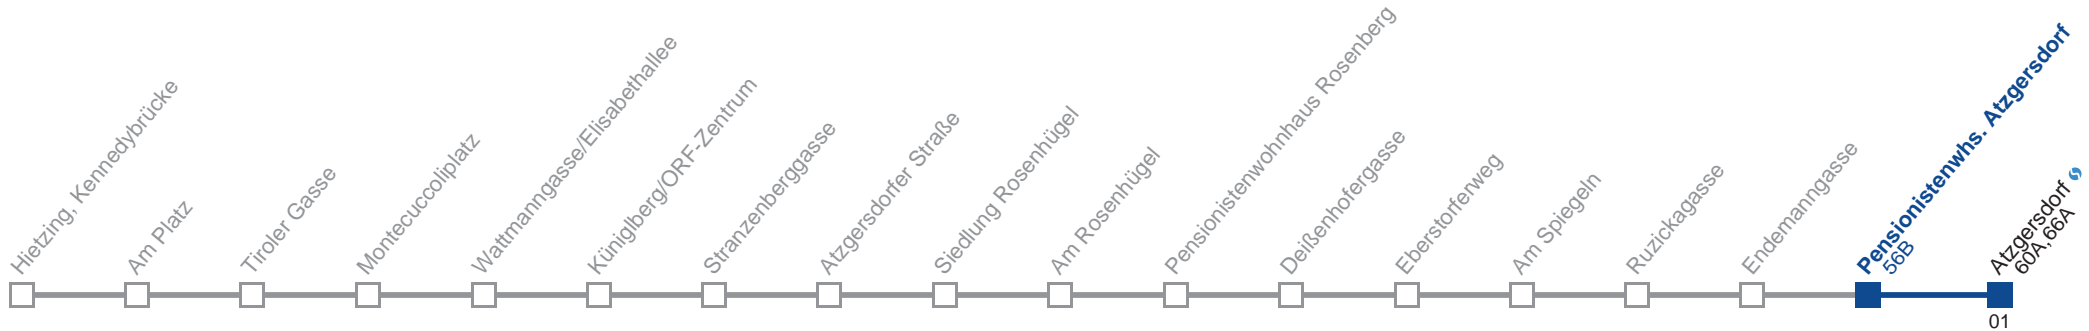 Hietzing, Kennedybrücke
Am Platz
Tiroler Gasse
Montecuccoliplatz
Wattmanngasse/Elisabethallee
Küniglberg/ORF-Zentrum
Stranzenberggasse
Atzgersdorfer Straße
Siedlung Rosenhügel
Am Rosenhügel
Pensionistenwohnhaus Rosenberg
Deißenhofergasse
Eberstorferweg
Am Spiegeln
Ruzickagasse
Endemanngasse
Pensionistenwhs. Atzgersdorf
56B
Atzgersdorf
60A,66A
01